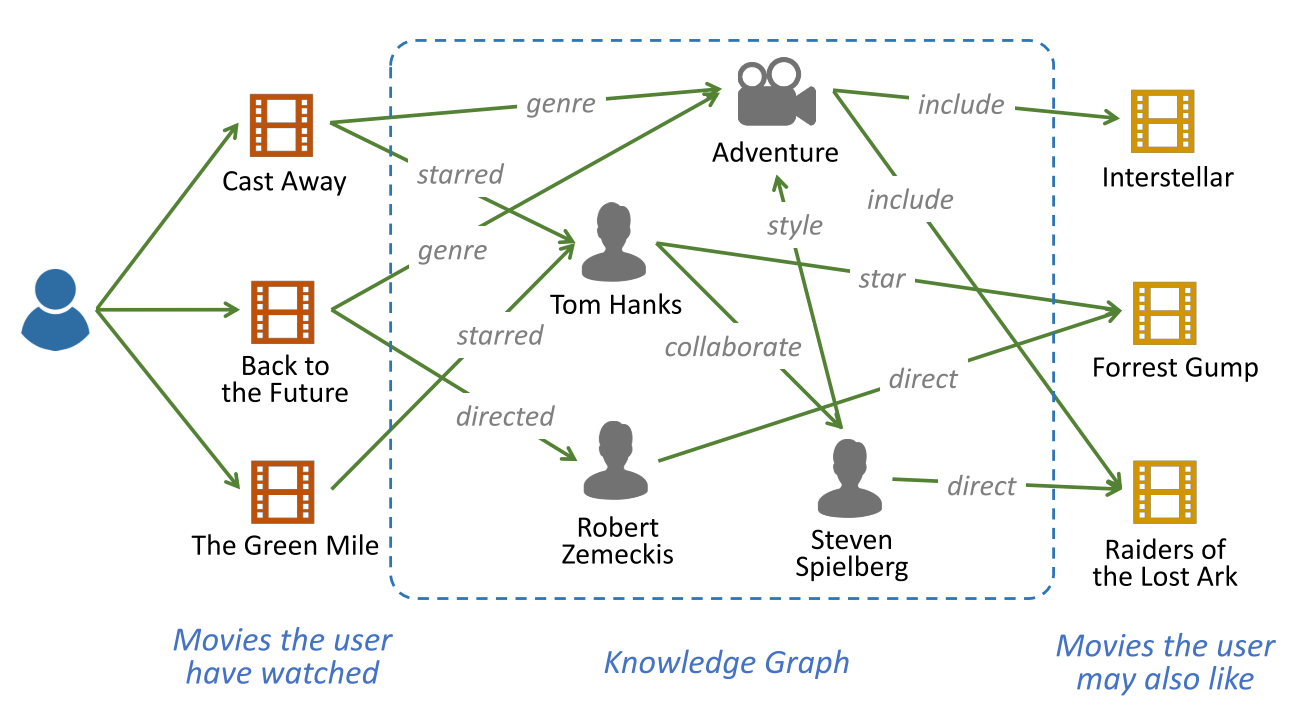 genre
include
Adventure
starred
Cast Away
Interstellar
include
style
genre
Tom Hanks
star
starred
collaborate
Back to
the Future
Forrest Gump
direct
directed
direct
The Green Mile
Robert
Zemeckis
Steven
Spielberg
Raiders of
the Lost Ark
Movies the user
have watched
Knowledge Graph
Movies the user
may also like